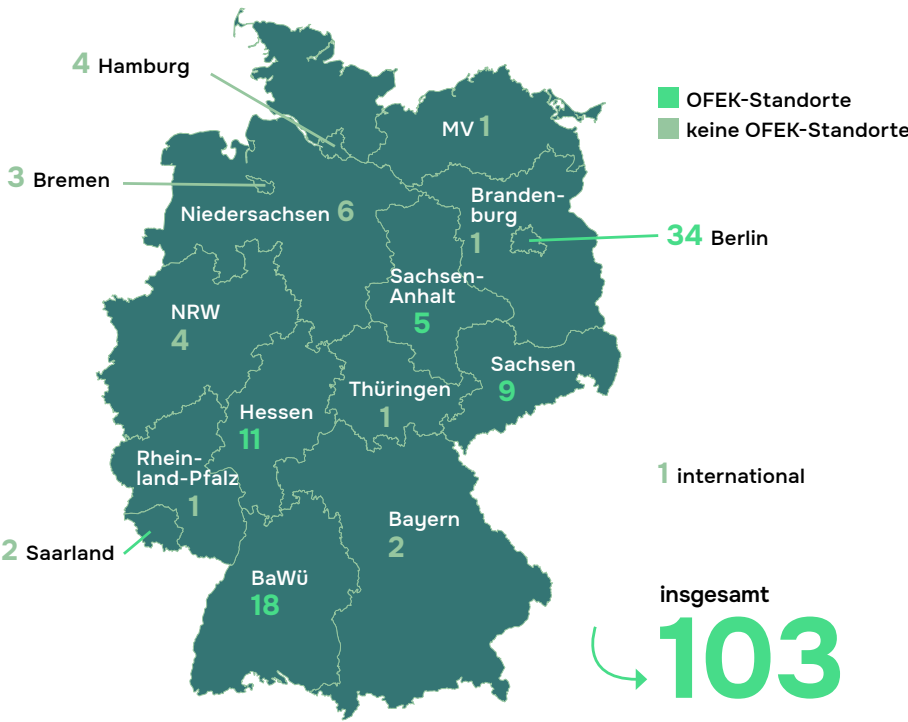 4 Hamburg
OFEK-Standorte
keine OFEK-Standorte
MV 1
3 Bremen
Niedersachsen 6
Branden-
burg
1
34 Berlin
Sachsen-
Anhalt
5
NRW
4
Sachsen
9
Thüringen
1
Hessen
11
Rhein-
land-Pfalz
1
1 international
Bayern
2
2 Saarland
BaWü
18
insgesamt
103